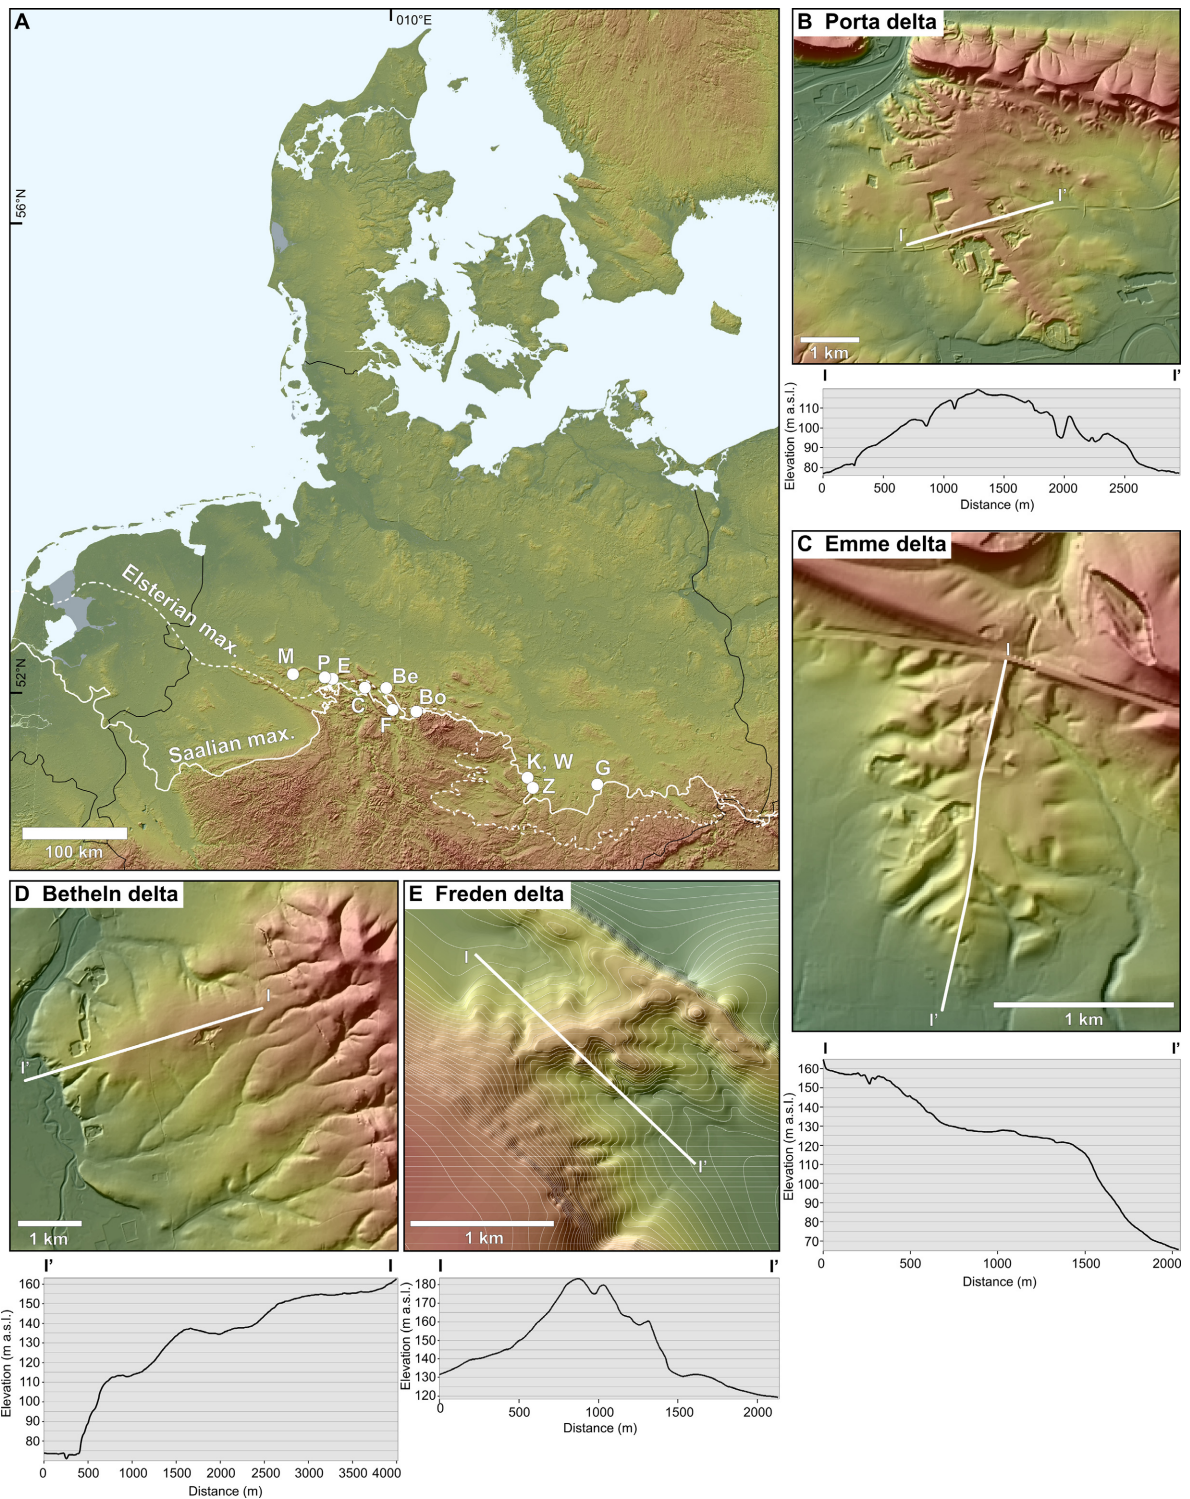 A
010°E
56°N
52°N
Elsterian max.
Saalian max.
M
P
E
C
Be
F
Bo
K, W
Z
G
100 km
B Porta delta
I
I'
1 km
I I'
Elevation (m a.s.l.)
110
100
90
80
0 500 1000 1500 2000 2500
Distance (m)
C Emme delta
I
I'
1 km
I I'
Elevation (m a.s.l.)
160
150
140
130
120
110
100
90
80
70
0 500 1000 1500 2000
Distance (m)
D Betheln delta
I
I'
1 km
I' I
Elevation (m a.s.l.)
160
150
140
130
120
110
100
90
80
0 500 1000 1500 2000 2500 3000 3500 4000
Distance (m)
E Freden delta
I
I'
1 km
I I'
Elevation (m a.s.l.)
180
170
160
150
140
130
120
0 500 1000 1500 2000
Distance (m)